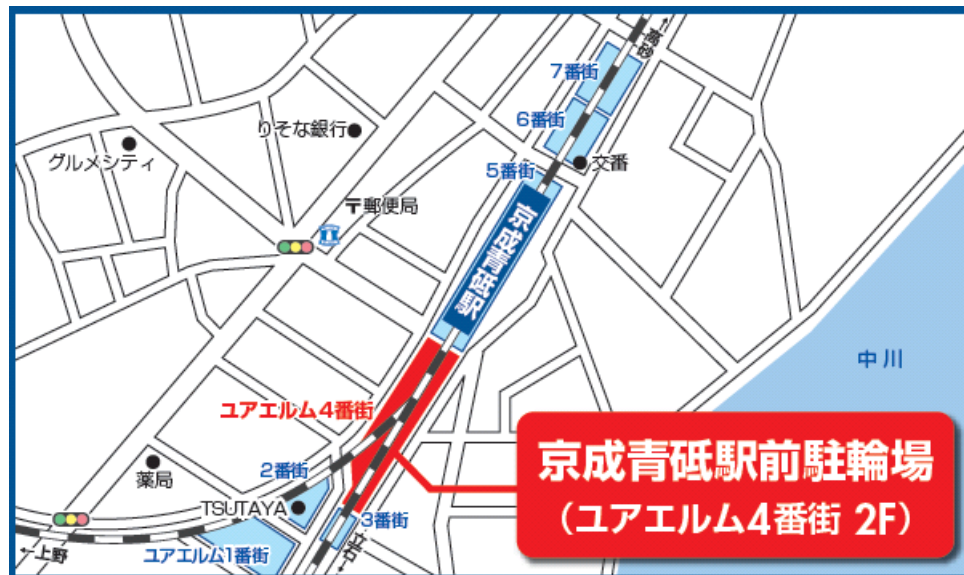 ↑高砂
7番街
6番街
りそな銀行
グルメシティ
交番
5番街
〒郵便局
京成青砥駅
中川
ユアエルム4番街
京成青砥駅前駐輪場
(ユアエルム4番街 2F)
2番街
薬局
TSUTAYA
3番街
←上野
ユアエルム1番街
立石↓